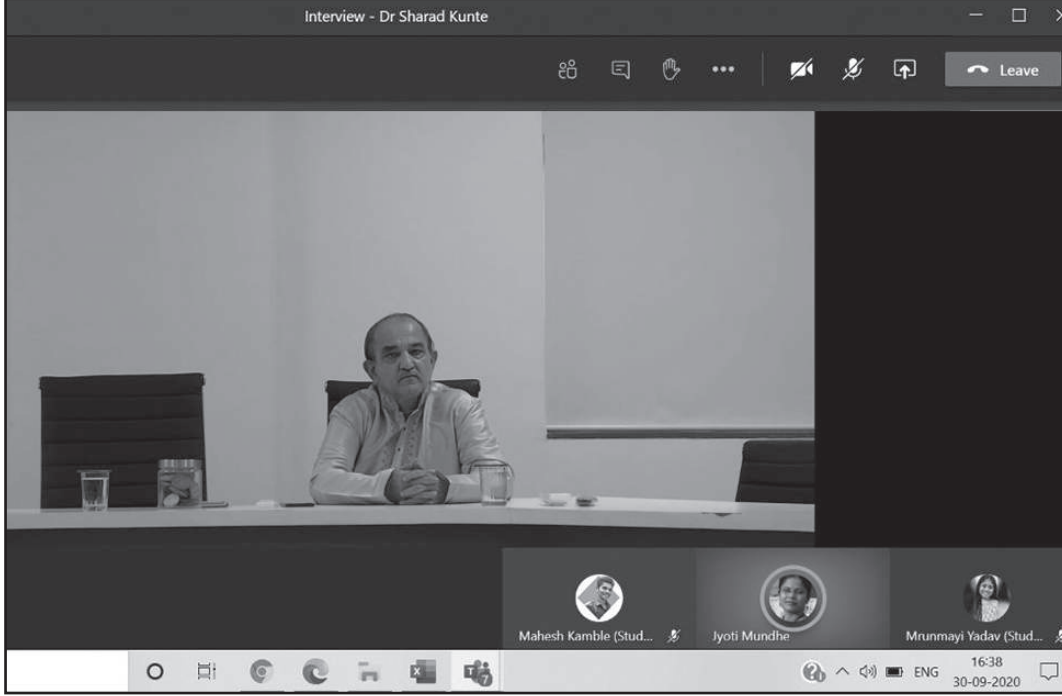 Interview - Dr Sharad Kunte
Leave
Mahesh Kamble (Stud...
Jyoti Mundhe
Mrunmayi Yadav (Stud...
ENG
16:38
30-09-2020